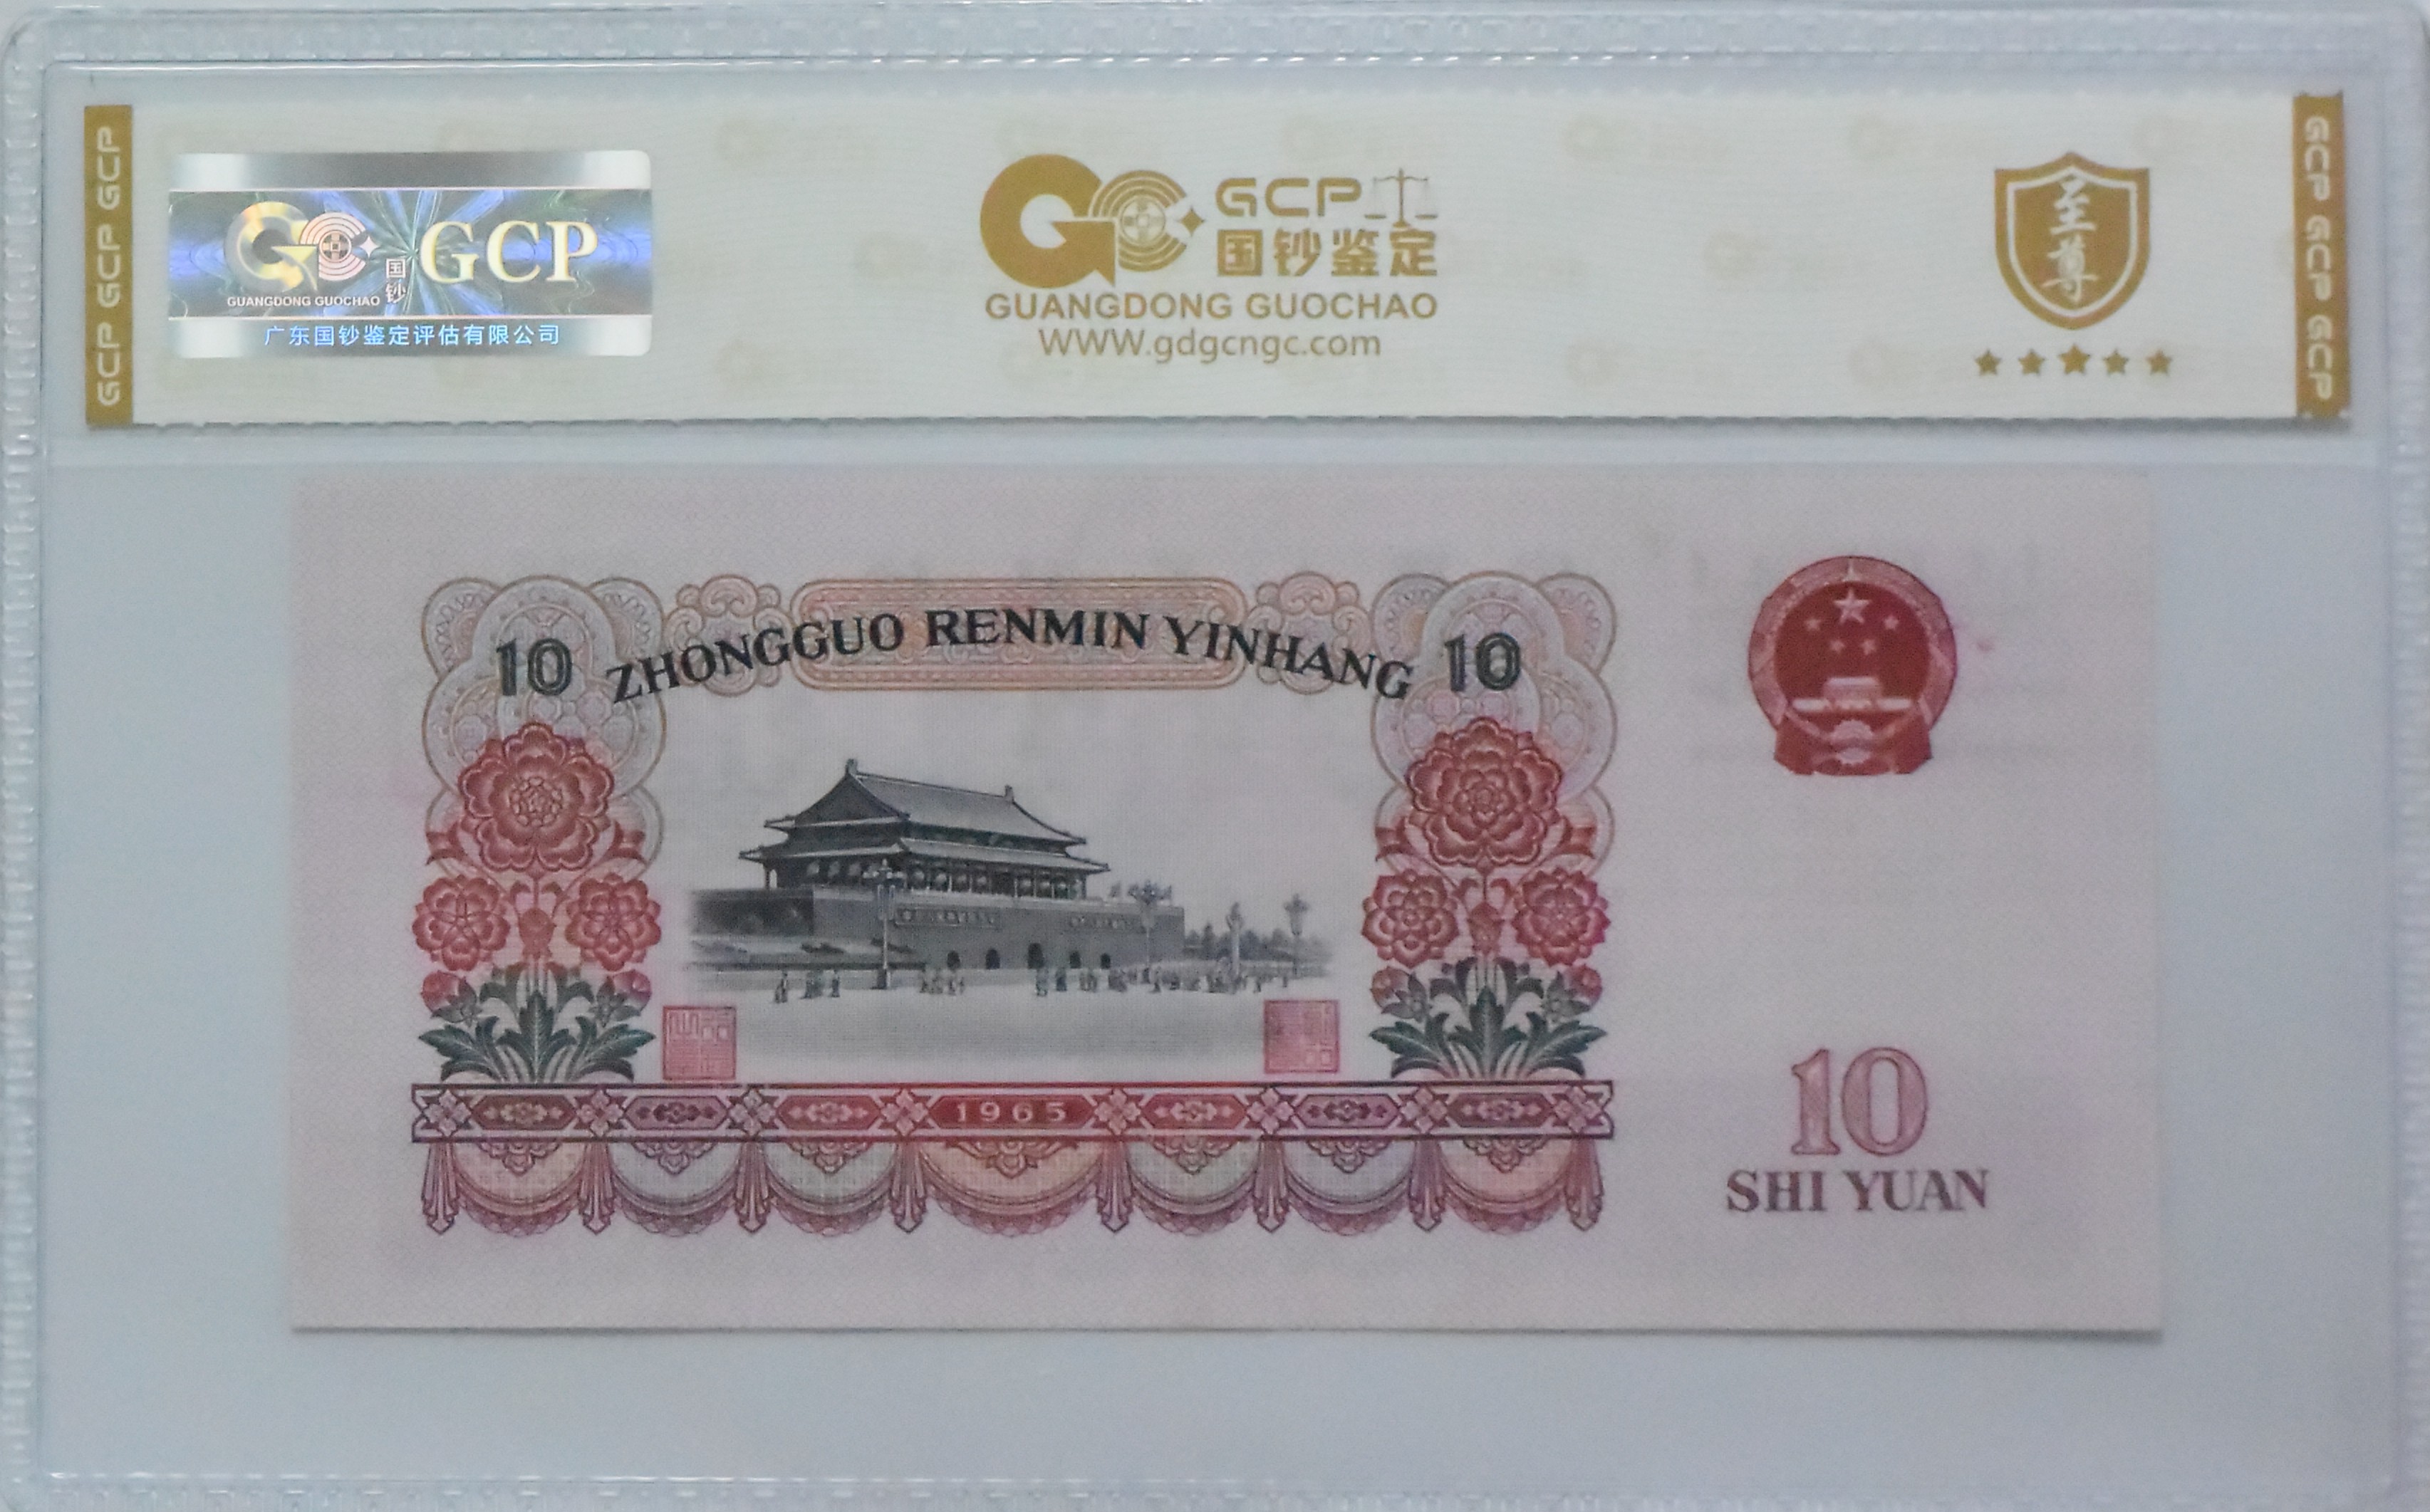 GCP GCP GCP
国钞
GCP
GUANGDONG GUOCHAO
广东国钞鉴定评估有限公司
GCP
国钞鉴定
GUANGDONG GUOCHAO
WWW.gdgcngc.com
至尊
GCP GCP GCP
10 ZHONGGUO RENMIN YINHANG 10
1965
10
SHI YUAN